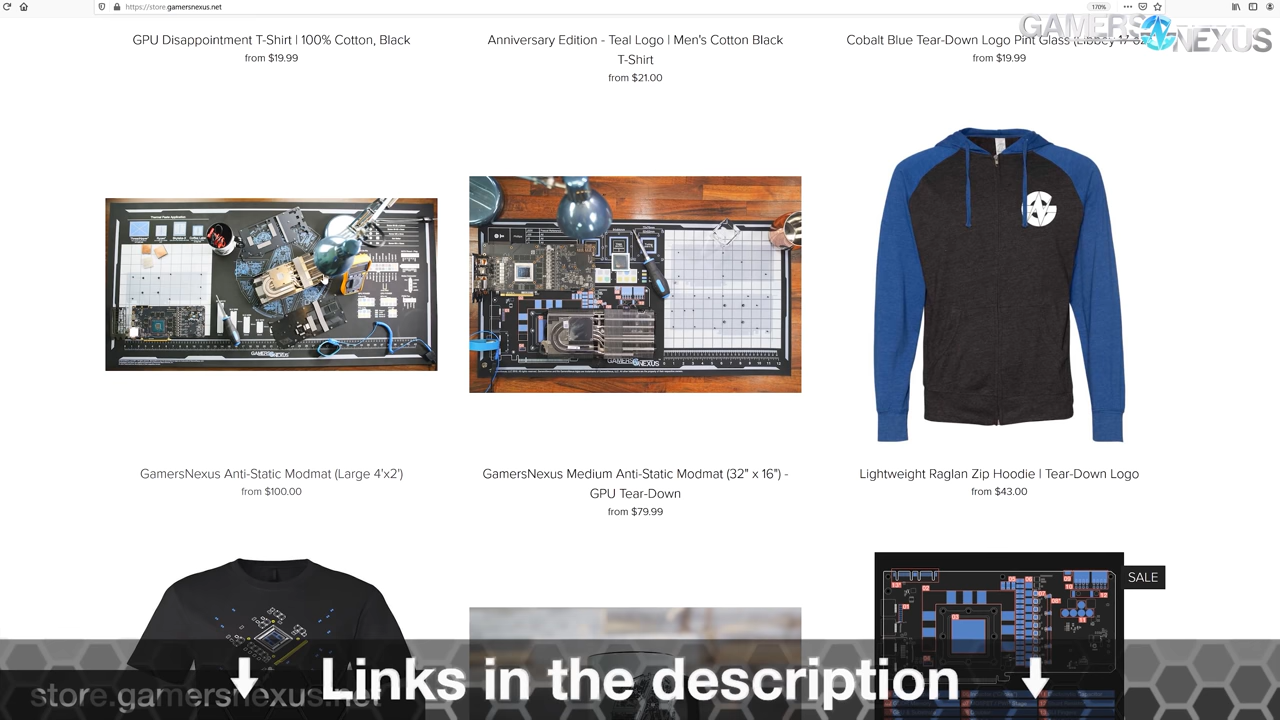 https://store.gamersnexus.net
170%
GAMERS NEXUS
GPU Disappointment T-Shirt | 100% Cotton, Black
from $19.99
Anniversary Edition - Teal Logo | Men's Cotton Black
T-Shirt
from $21.00
Cobalt Blue Tear-Down Logo Pint Glass (Libbey 17
from $19.99
GamersNexus Anti-Static Modmat (Large 4'x2')
from $100.00
GamersNexus Medium Anti-Static Modmat (32" x 16") -
GPU Tear-Down
from $79.99
Lightweight Raglan Zip Hoodie | Tear-Down Logo
from $43.00
SALE
Links in the description
store.gamersnexus.net